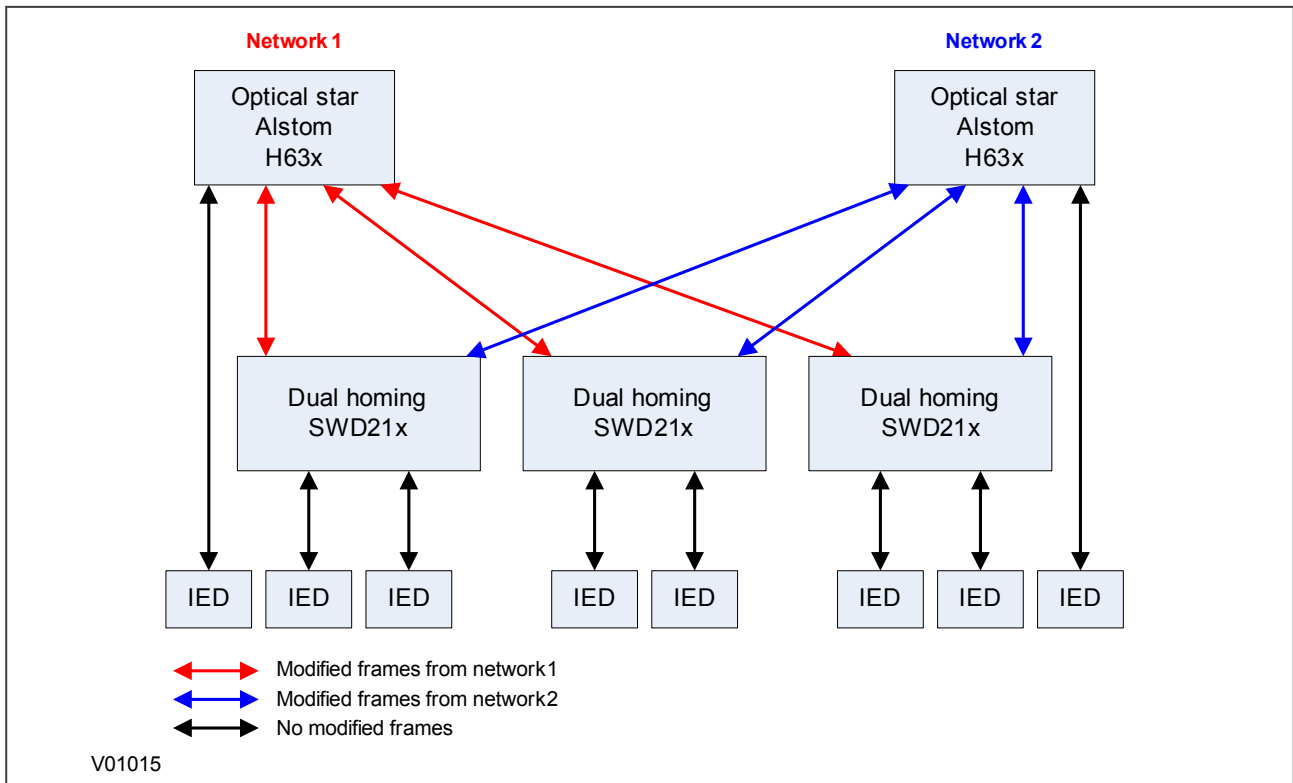 Network 1
Network 2
Optical star
Alstom
H63x
Optical star
Alstom
H63x
Dual homing
SWD21x
Dual homing
SWD21x
Dual homing
SWD21x
IED
IED
IED
IED
IED
IED
IED
IED
Modified frames from network1
Modified frames from network2
No modified frames
V01015